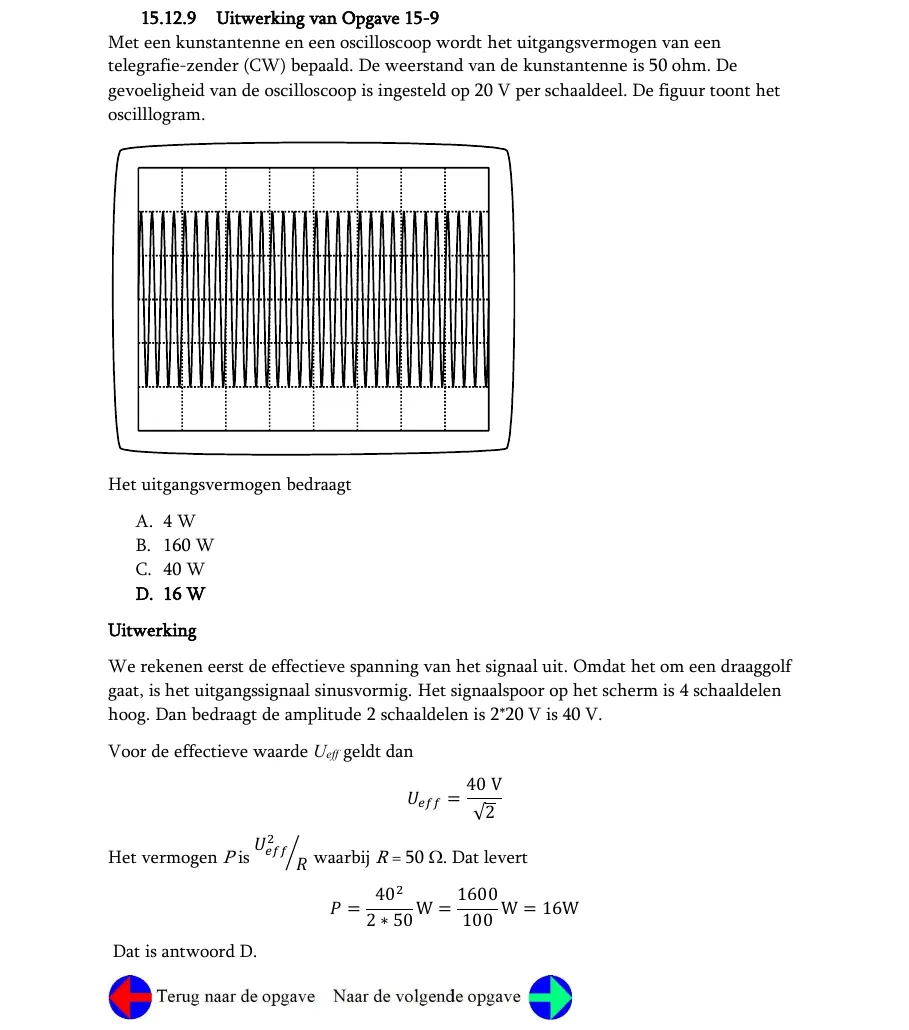 15.12.9 Uitwerking van Opgave 15-9
Met een kunstantenne en een oscilloscoop wordt het uitgangsvermogen van een
telegrafie-zender (CW) bepaald. De weerstand van de kunstantenne is 50 ohm. De
gevoeligheid van de oscilloscoop is ingesteld op 20 V per schaaldeel. De figuur toont het
oscilllogram.
Het uitgangsvermogen bedraagt
A. 4 W
B. 160 W
C. 40 W
D. 16 W
Uitwerking
We rekenen eerst de effectieve spanning van het signaal uit. Omdat het om een draaggolf
gaat, is het uitgangssignaal sinusvormig. Het signaalspoor op het scherm is 4 schaaldelen
hoog. Dan bedraagt de amplitude 2 schaaldelen is 2*20 V is 40 V.
Voor de effectieve waarde Ueff geldt dan
U_eff = 40 V / √2
Het vermogen P is U²_eff / R waarbij R = 50 Ω. Dat levert
P = 40² / 2 * 50 W = 1600 / 100 W = 16W
Dat is antwoord D.
Terug naar de opgave Naar de volgende opgave